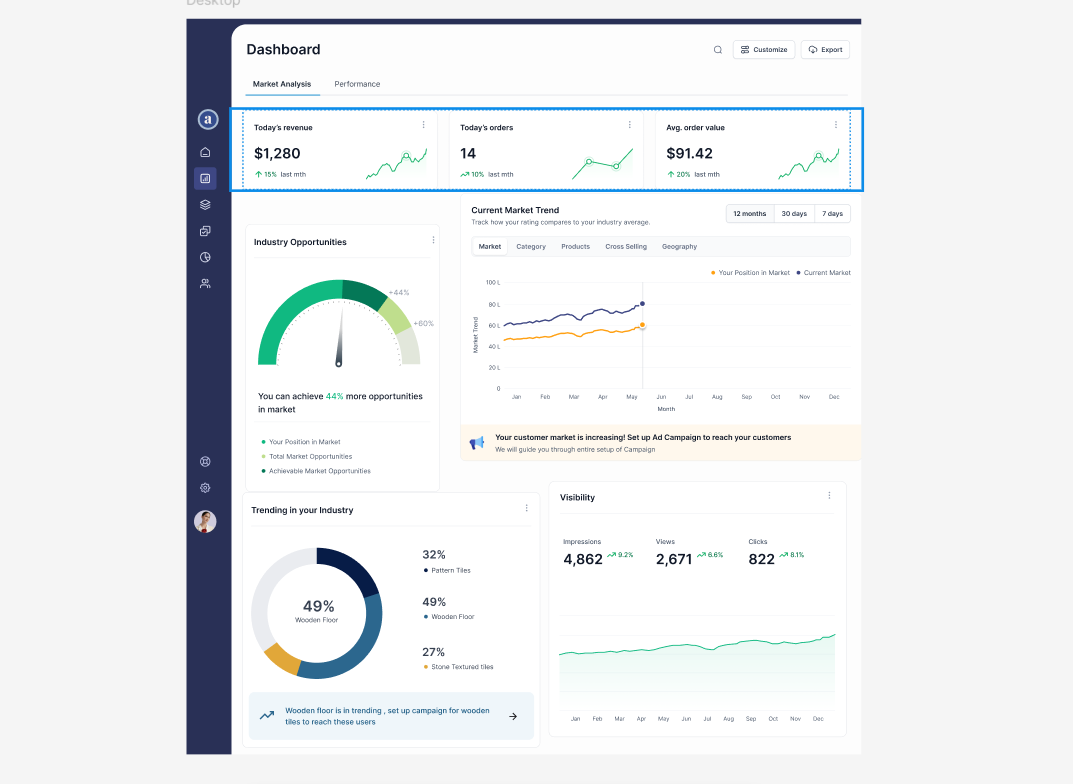 Desktop
Dashboard
Customize
Export
Market Analysis
Performance
a
Today's revenue
$1,280
15% last mth
Today's orders
14
10% last mth
Avg. order value
$91.42
20% last mth
Industry Opportunities
+44%
+60%
You can achieve 44% more opportunities
in market
Your Position in Market
Total Market Opportunities
Achievable Market Opportunities
Current Market Trend
Track how your rating compares to your industry average.
12 months
30 days
7 days
Market
Category
Products
Cross Selling
Geography
Your Position in Market
Current Market
Market Trend
100 L
80 L
60 L
40 L
20 L
0
Jan Feb Mar Apr May Jun Jul Aug Sep Oct Nov Dec
Month
Your customer market is increasing! Set up Ad Campaign to reach your customers
We will guide you through entire setup of Campaign
Trending in your Industry
49%
Wooden Floor
32%
Pattern Tiles
49%
Wooden Floor
27%
Stone Textured tiles
Wooden floor is in trending , set up campaign for wooden
tiles to reach these users
Visibility
Impressions
4,862 9.2%
Views
2,671 6.6%
Clicks
822 8.1%
Jan Feb Mar Apr May Jun Jul Aug Sep Oct Nov Dec